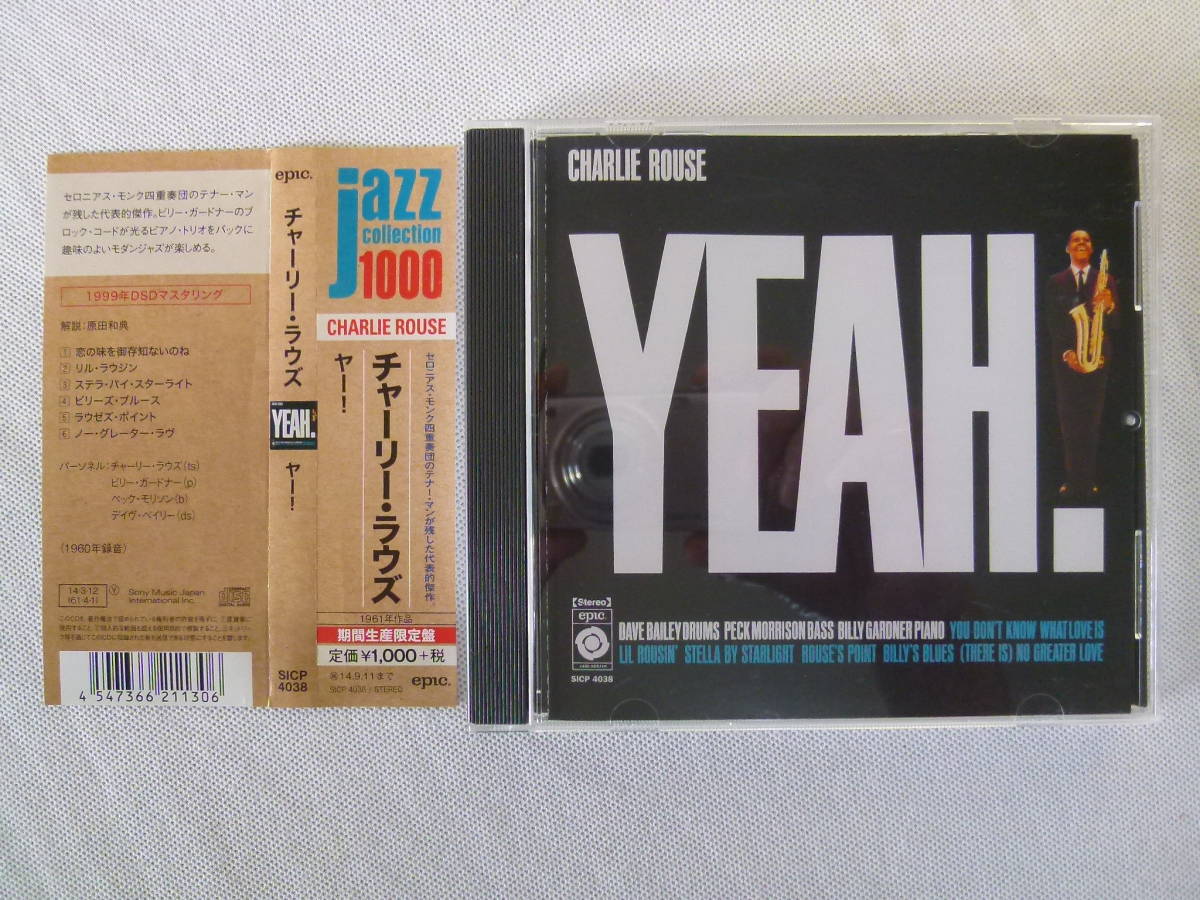 セロニアス・モンク四重奏団のテナー・マン
が残した代表的傑作。ビリー・ガードナーのブ
ロック・コードが光るピアノ・トリオをバックに
趣味のよいモダンジャズが楽しめる。
1999年DSDマスタリング
解説:原田和典
1 恋の味を御存知ないのね
2 リル・ラウジン
3 ステラ・バイ・スターライト
4 ビリーズ・ブルース
5 ラウゼズ・ポイント
6 ノー・グレーター・ラヴ
パーソネル:チャーリー・ラウズ(ts)
ビリー・ガードナー(p)
ペック・モリソン(b)
デイヴ・ベイリー(ds)
(1960年録音)
14・3・12
(61・4・1)
Y
Sony Music Japan
International Inc.
COMPACT
disc
DIGITAL AUDIO
4 547366 211306
epic.
チャーリー・ラウズ
YEAH.
ヤー!
SICP
4038
jazz
collection
1000
CHARLIE ROUSE
セロニアス・モンク四重奏団のテナー・マンが残した代表的傑作。
チャーリー・ラウズ
ヤー!
1961年作品
期間生産限定盤
定価¥1,000+税
14.9.11まで
SICP 4038 / STEREO
epic.
CHARLIE ROUSE
YEAH.
【Stereo】
epic.
SICP 4038
DAVE BAILEY DRUMS PECK MORRISON BASS BILLY GARDNER PIANO YOU DON'T KNOW WHAT LOVE IS
LIL ROUSIN' STELLA BY STARLIGHT ROUSE'S POINT BILLY'S BLUES (THERE IS) NO GREATER LOVE